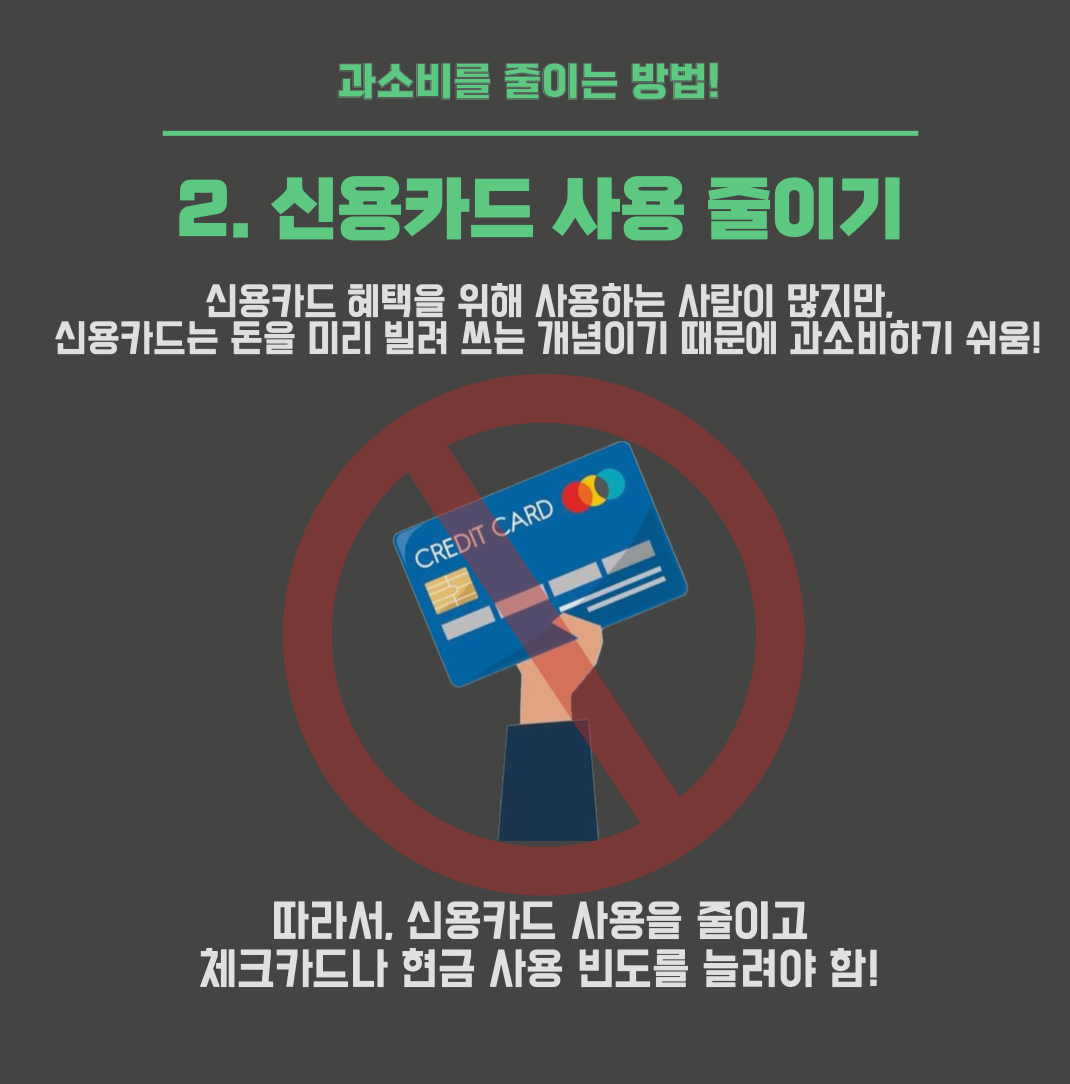 과소비를 줄이는 방법!
2. 신용카드 사용 줄이기
신용카드 혜택을 위해 사용하는 사람이 많지만,
신용카드는 돈을 미리 빌려 쓰는 개념이기 때문에 과소비하기 쉬움!
CREDIT CARD
따라서, 신용카드 사용을 줄이고
체크카드나 현금 사용 빈도를 늘려야 함!